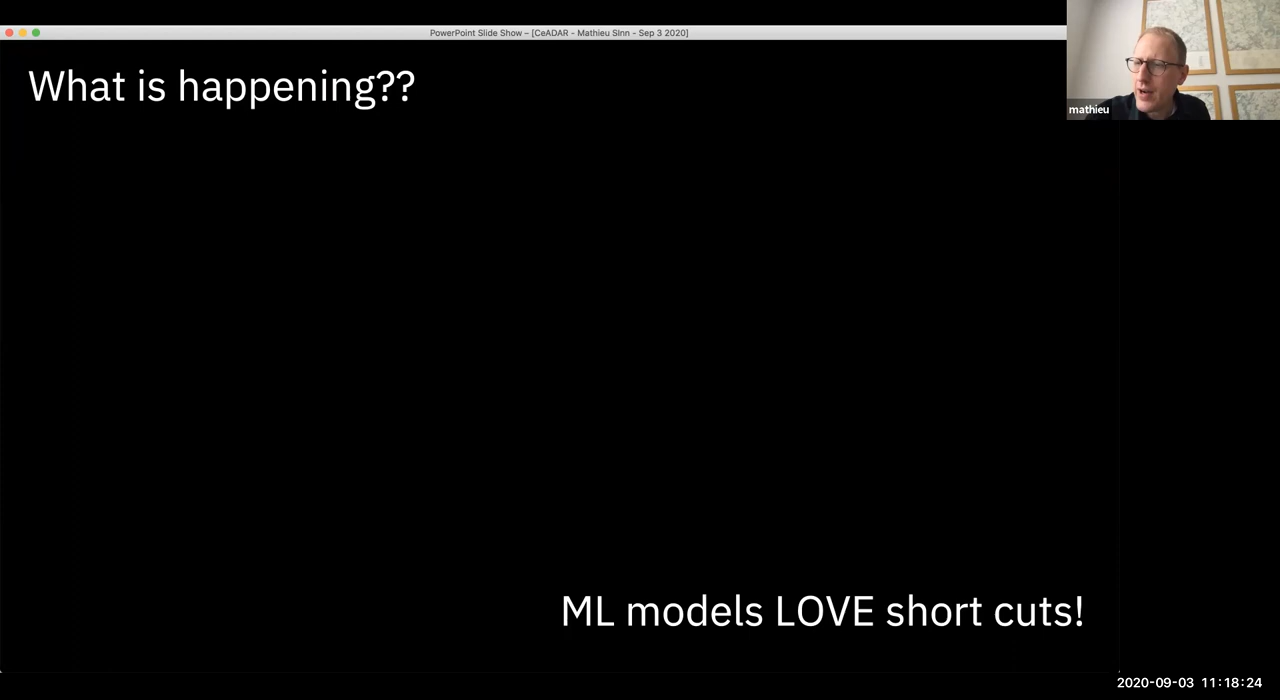 PowerPoint Slide Show – [CeADAR - Mathieu SInn - Sep 3 2020]
What is happening??
mathieu
ML models LOVE short cuts!
2020-09-03 11:18:24